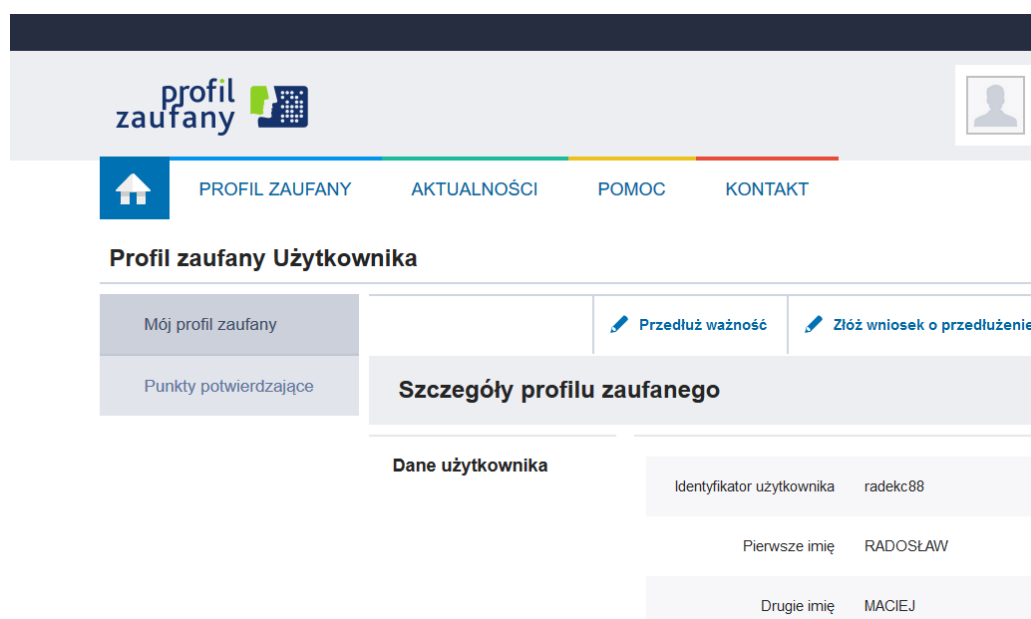 profil
zaufany
PROFIL ZAUFANY AKTUALNOŚCI POMOC KONTAKT
Profil zaufany Użytkownika
Mój profil zaufany
Punkty potwierdzające
Przedłuż ważność Złóż wniosek o przedłużenie
Szczegóły profilu zaufanego
Dane użytkownika
Identyfikator użytkownika radekc88
Pierwsze imię RADOSŁAW
Drugie imię MACIEJ